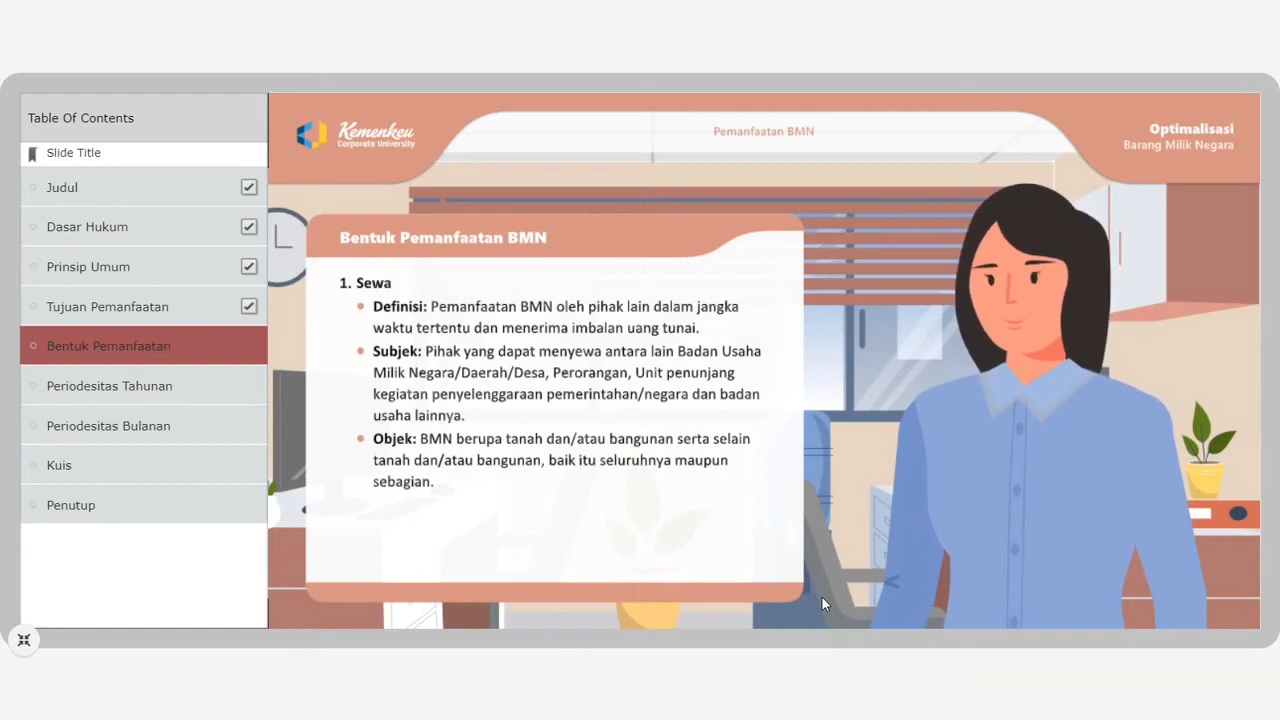 Table Of Contents
Slide Title
Judul
Dasar Hukum
Prinsip Umum
Tujuan Pemanfaatan
Bentuk Pemanfaatan
Periodesitas Tahunan
Periodesitas Bulanan
Kuis
Penutup
Kemenkeu
Corporate University
Pemanfaatan BMN
Optimalisasi
Barang Milik Negara
Bentuk Pemanfaatan BMN
1. Sewa
• Definisi: Pemanfaatan BMN oleh pihak lain dalam jangka
waktu tertentu dan menerima imbalan uang tunai.
• Subjek: Pihak yang dapat menyewa antara lain Badan Usaha
Milik Negara/Daerah/Desa, Perorangan, Unit penunjang
kegiatan penyelenggaraan pemerintahan/negara dan badan
usaha lainnya.
• Objek: BMN berupa tanah dan/atau bangunan serta selain
tanah dan/atau bangunan, baik itu seluruhnya maupun
sebagian.